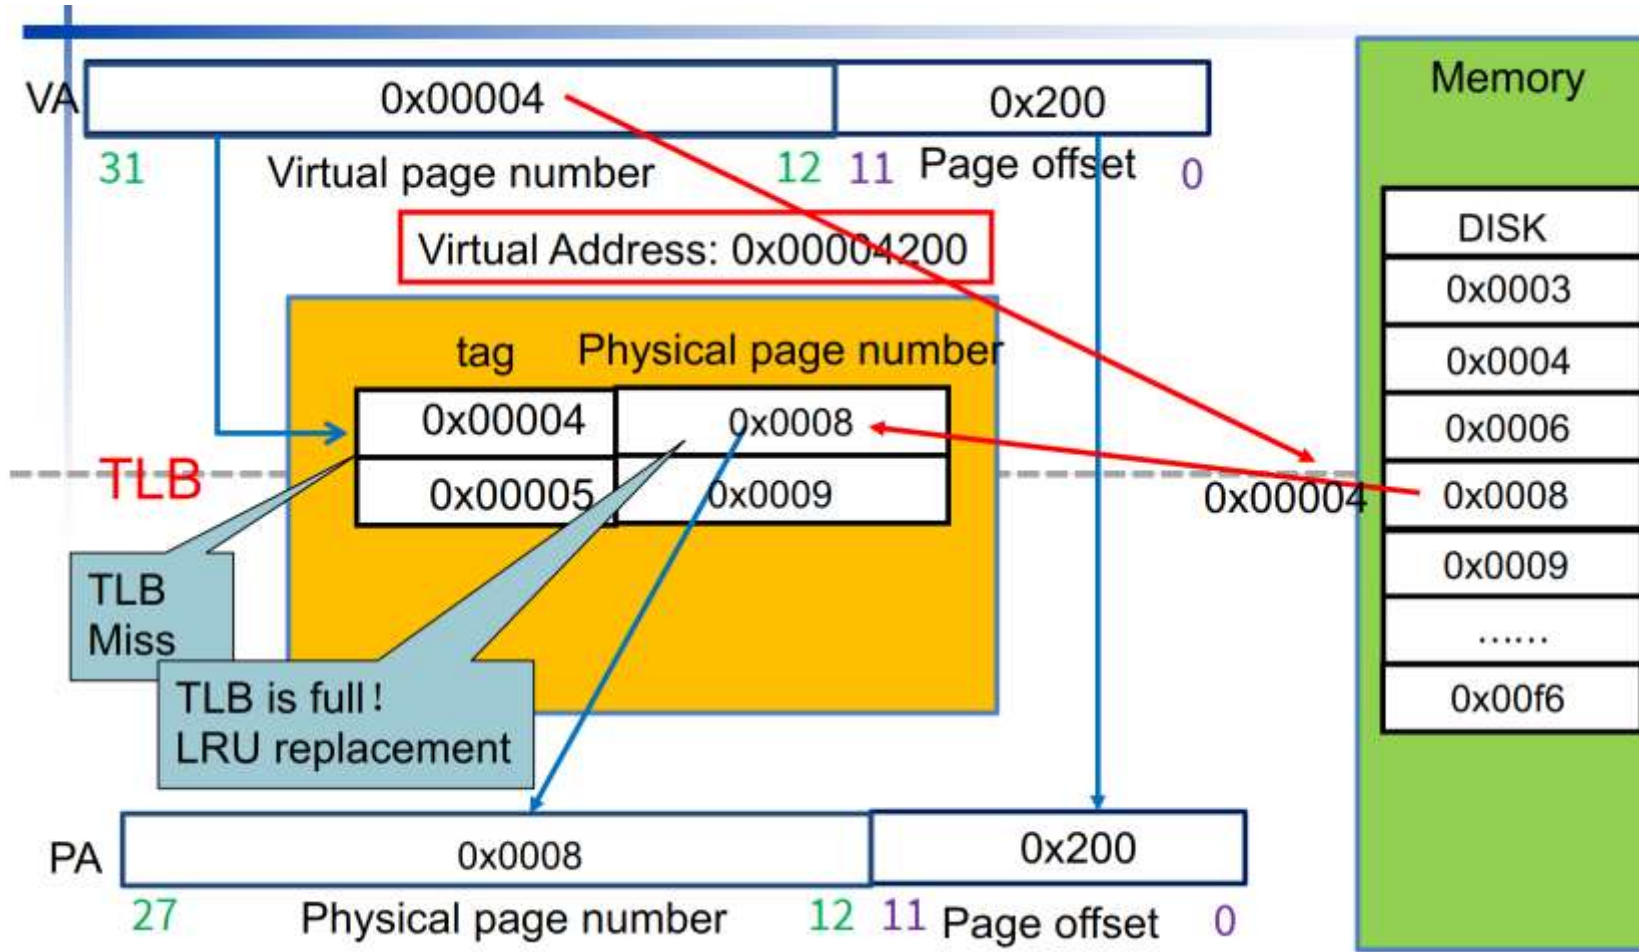 VA 0x00004 0x200
31 Virtual page number 12 11 Page offset 0
Virtual Address: 0x00004200
tag Physical page number
0x00004 0x0008
0x00005 0x0009
TLB
TLB
Miss
TLB is full!
LRU replacement
0x00004
Memory
DISK
0x0003
0x0004
0x0006
0x0008
0x0009
......
0x00f6
PA 0x0008 0x200
27 Physical page number 12 11 Page offset 0